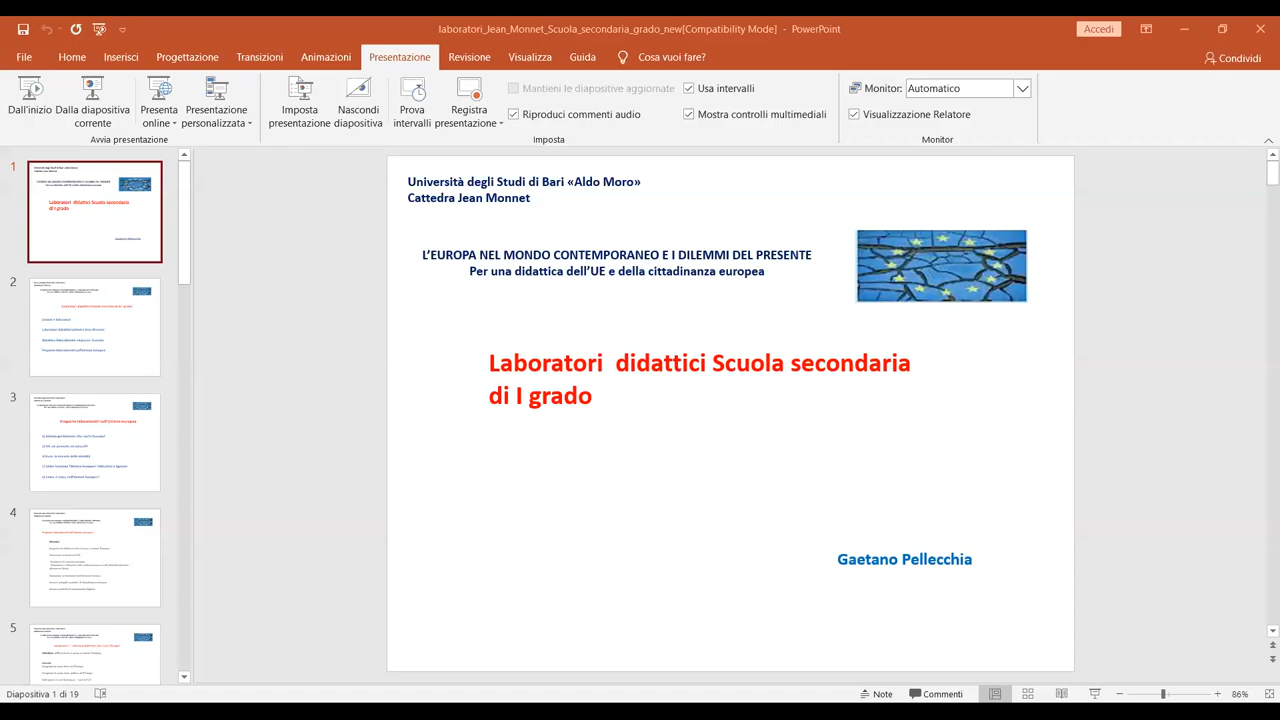 laboratori_Jean_Monnet_Scuola_secondaria_grado_new[Compatibility Mode] - PowerPoint
Accedi
File Home Inserisci Progettazione Transizioni Animazioni Presentazione Revisione Visualizza Guida Cosa vuoi fare?
Condividi
Dall'inizio
Dalla diapositiva corrente
Presenta online
Presentazione personalizzata
Avvia presentazione
Imposta presentazione
Nascondi diapositiva
Prova intervalli
Registra presentazione
Mantieni le diapositive aggiornate
Riproduci commenti audio
Usa intervalli
Mostra controlli multimediali
Imposta
Monitor: Automatico
Visualizzazione Relatore
Monitor
1
2
3
4
5
Università degli Studi di Bari «Aldo Moro»
Cattedra Jean Monnet
L'EUROPA NEL MONDO CONTEMPORANEO E I DILEMMI DEL PRESENTE
Per una didattica dell'UE e della cittadinanza europea
Laboratori didattici Scuola secondaria
di I grado
Gaetano Pellecchia
Diapositiva 1 di 19
Note
Commenti
86%